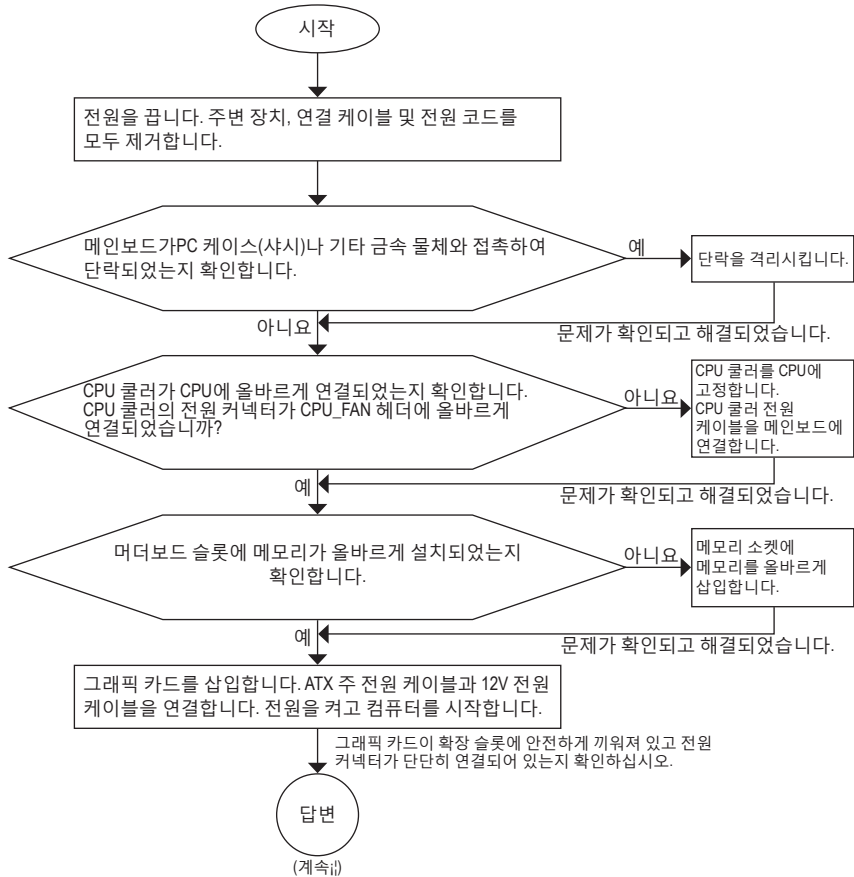 시작
전원을 끕니다. 주변 장치, 연결 케이블 및 전원 코드를
모두 제거합니다.
메인보드가PC 케이스(샤시)나 기타 금속 물체와 접촉하여
단락되었는지 확인합니다.
예
단락을 격리시킵니다.
아니요
문제가 확인되고 해결되었습니다.
CPU 쿨러가 CPU에 올바르게 연결되었는지 확인합니다.
CPU 쿨러의 전원 커넥터가 CPU_FAN 헤더에 올바르게
연결되었습니까?
아니요
CPU 쿨러를 CPU에
고정합니다.
CPU 쿨러 전원
케이블을 메인보드에
연결합니다.
예
문제가 확인되고 해결되었습니다.
머더보드 슬롯에 메모리가 올바르게 설치되었는지
확인합니다.
아니요
메모리 소켓에
메모리를 올바르게
삽입합니다.
예
문제가 확인되고 해결되었습니다.
그래픽 카드를 삽입합니다. ATX 주 전원 케이블과 12V 전원
케이블을 연결합니다. 전원을 켜고 컴퓨터를 시작합니다.
그래픽 카드이 확장 슬롯에 안전하게 끼워져 있고 전원
커넥터가 단단히 연결되어 있는지 확인하십시오.
답변
(계속¡¦)